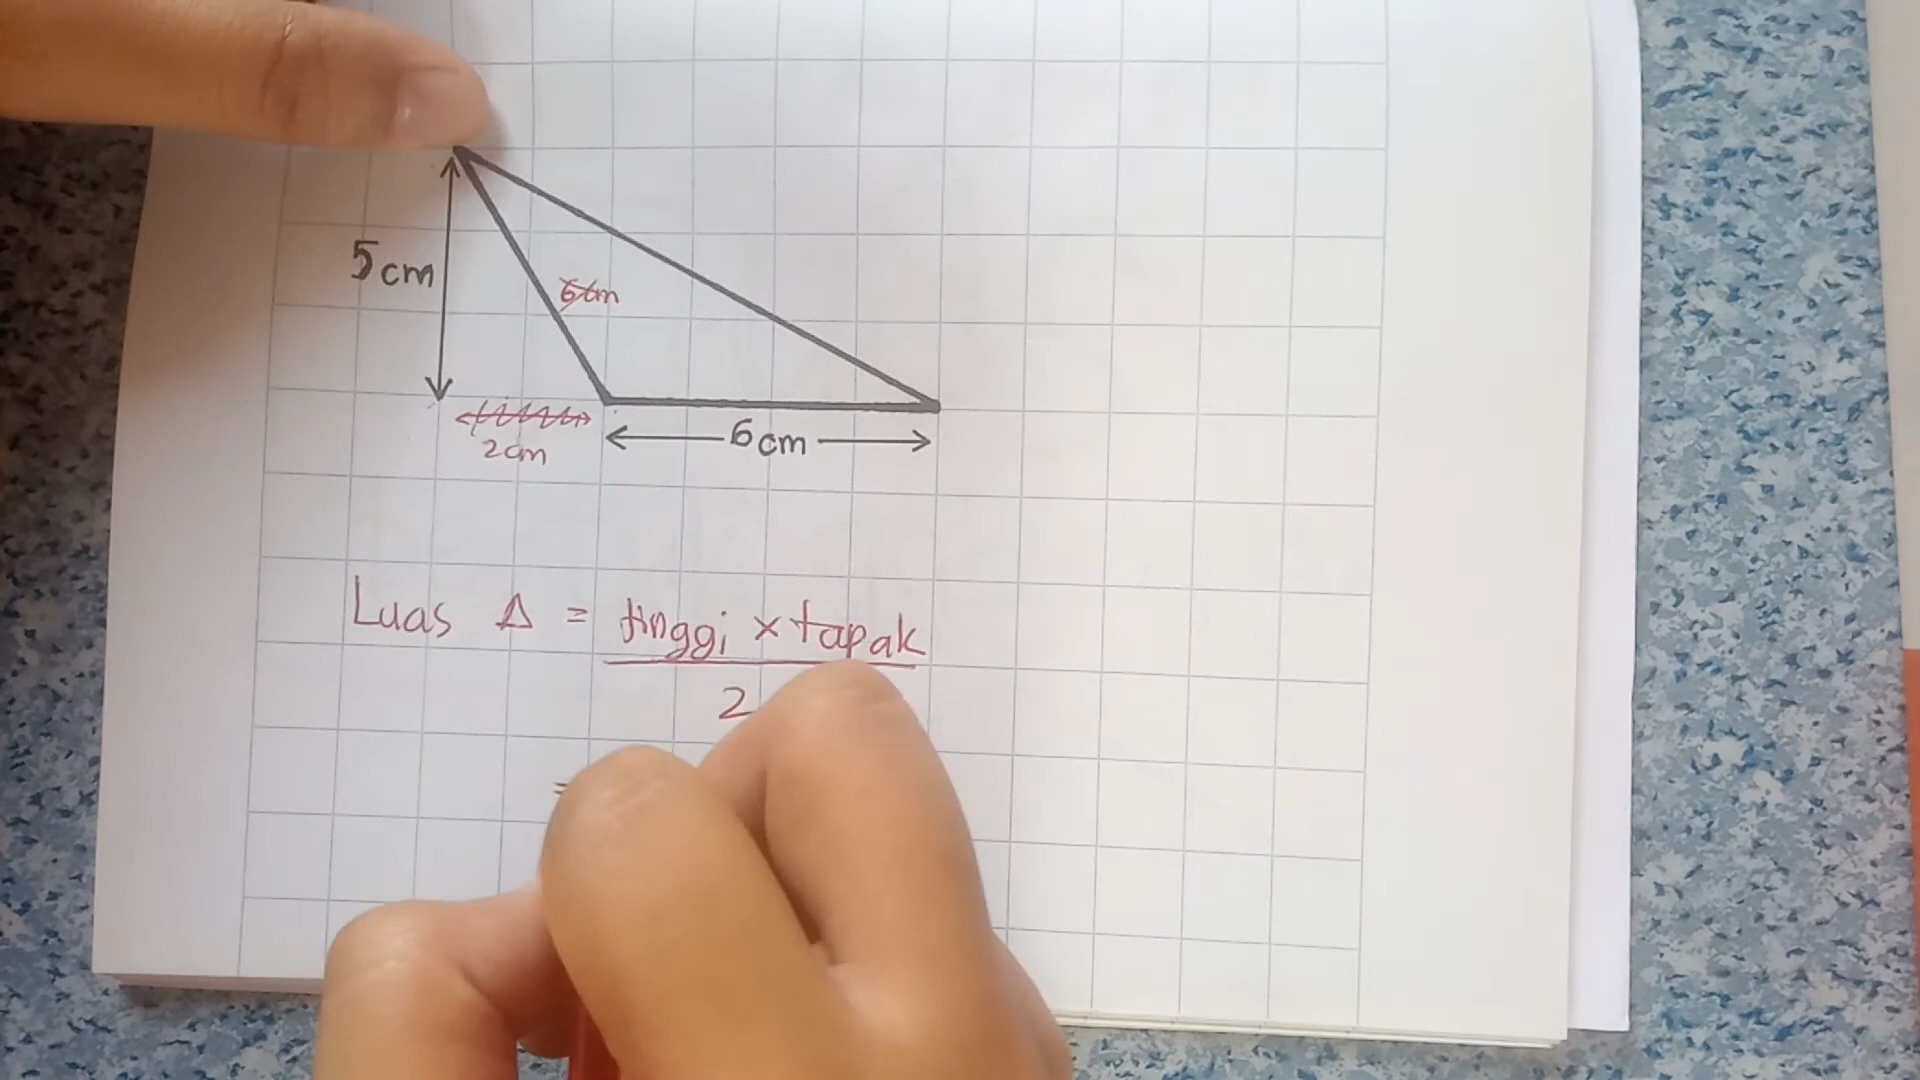 5cm
6cm
2cm
6cm
Luas Δ = tinggi × tapak
2
=